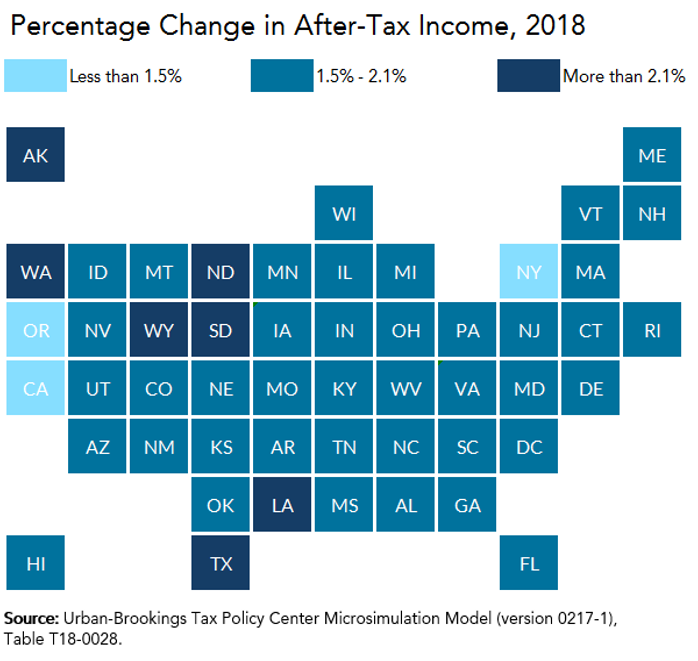 Percentage Change in After-Tax Income, 2018
Less than 1.5% 1.5% - 2.1% More than 2.1%
AK ME
WI VT NH
WA ID MT ND MN IL MI NY MA
OR NV WY SD IA IN OH PA NJ CT RI
CA UT CO NE MO KY WV VA MD DE
AZ NM KS AR TN NC SC DC
OK LA MS AL GA
HI TX FL
Source: Urban-Brookings Tax Policy Center Microsimulation Model (version 0217-1),
Table T18-0028.